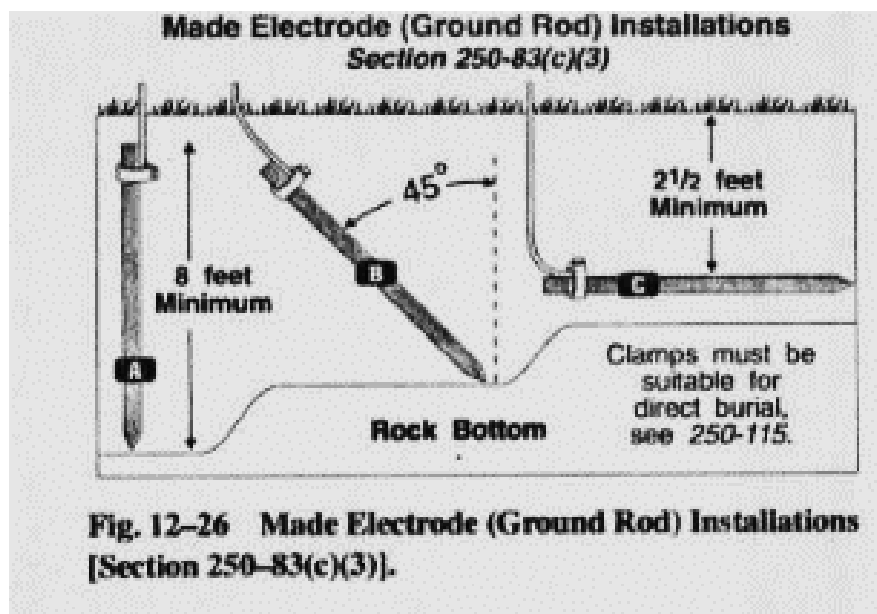 Made Electrode (Ground Rod) Installations
Section 250-83(c)(3)
45°
2 1/2 feet
Minimum
8 feet
Minimum
B
C
A
Clamps must be
suitable for
direct burial,
see 250-115.
Rock Bottom
Fig. 12–26 Made Electrode (Ground Rod) Installations
[Section 250–83(c)(3)].